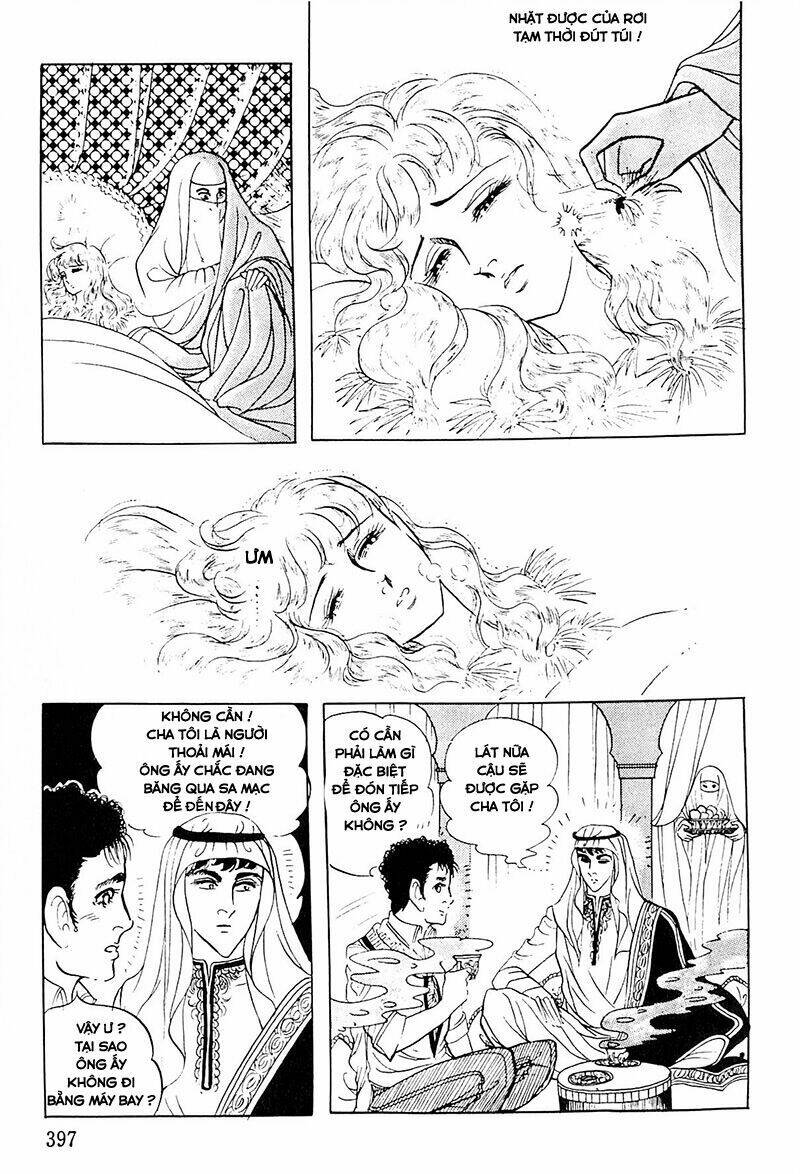 NHẶT ĐƯỢC CỦA RƠI
TẠM THỜI ĐÚT TÚI !
ƯM
LÁT NỮA
CẬU SẼ
ĐƯỢC GẶP
CHA TÔI !
CÓ CẦN
PHẢI LÀM GÌ
ĐẶC BIỆT
ĐỂ ĐÓN TIẾP
ÔNG ẤY
KHÔNG ?
KHÔNG CẦN !
CHA TÔI LÀ NGƯỜI
THOẢI MÁI !
ÔNG ẤY CHẮC ĐANG
BĂNG QUA SA MẠC
ĐỂ ĐẾN ĐÂY !
VẬY Ư ?
TẠI SAO
ÔNG ẤY
KHÔNG ĐI
BẰNG MÁY BAY ?
397